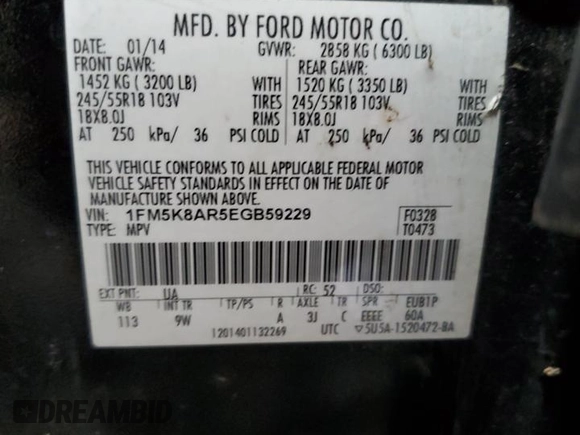 MFD. BY FORD MOTOR CO.
DATE: 01/14 GVWR: 2858 KG ( 6300 LB)
FRONT GAWR: REAR GAWR:
1452 KG ( 3200 LB) WITH 1520 KG ( 3350 LB) WITH
245/55R18 103V TIRES 245/55R18 103V TIRES
18X8.0J RIMS 18X8.0J RIMS
AT 250 kPa/ 36 PSI COLD AT 250 kPa/ 36 PSI COLD
THIS VEHICLE CONFORMS TO ALL APPLICABLE FEDERAL MOTOR
VEHICLE SAFETY STANDARDS IN EFFECT ON THE DATE OF
MANUFACTURE SHOWN ABOVE.
VIN: 1FM5K8AR5EGB59229 F0328
TYPE: MPV T0473
EXT PNT: UA RC: 52 DSO:
WB INT TR TP/PS R AXLE TR SPR EUB1P
113 9W A 3J C EEEE 60A
1201401132269 UTC ▽5U5A-1520472-BA
DREAMBID